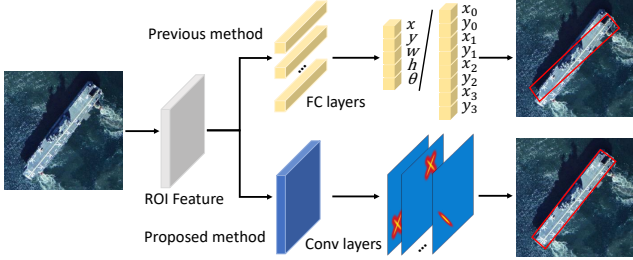 Previous method
FC layers
x
y
w
h
θ
x0
y0
x1
y1
x2
y2
x3
y3
ROI Feature
Proposed method
Conv layers
...
...